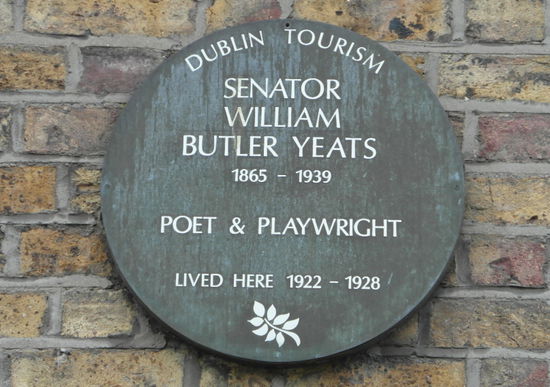 DUBLIN TOURISM
SENATOR
WILLIAM
BUTLER YEATS
1865 - 1939
POET & PLAYWRIGHT
LIVED HERE 1922 - 1928